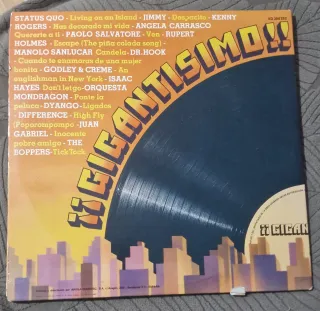 STATUS QUO - Living on an Island - JIMMY - Despacito - KENNY
ROGERS - Has decorado mi vida - ANGELA CARRASCO
Quererte a ti - PAOLO SALVATORE - Von - RUPERT
HOLMES - Escape (The piña colada song) -
MANOLO SANLUCAR - Candela - DR. HOOK
- Cuando te enamoras de una mujer
bonita - GODLEY & CREME - An
englishman in New York - ISAAC
HAYES Don't let go - ORQUESTA
MONDRAGON - Ponte la
peluca - DYANGO - Ligados
- DIFFERENCE - High Fly
(Poparcompompo - JUAN
GABRIEL - Inocente
pobre amigo - THE
BOPPERS - Tick Tock
¡¡GIGANTISIMO!!
¡¡GIGAN